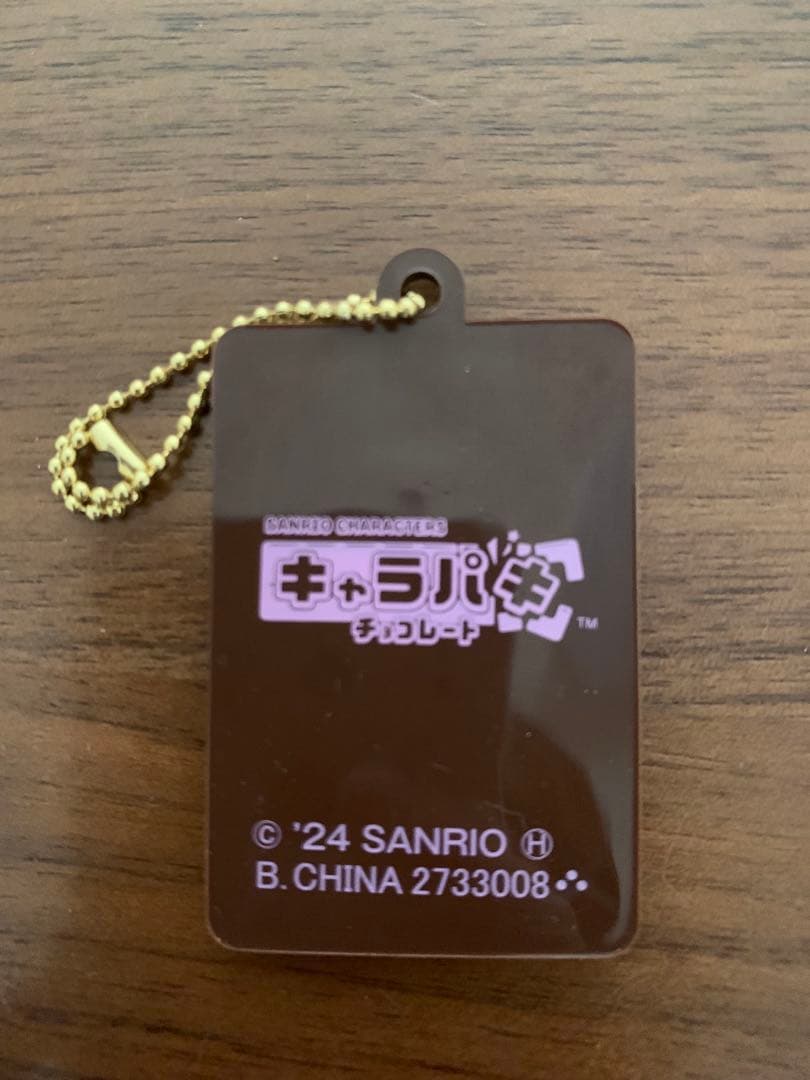 SANRIO CHARACTERS
キャラパキ
チョコレート
TM
© '24 SANRIO Ⓗ
B. CHINA 2733008